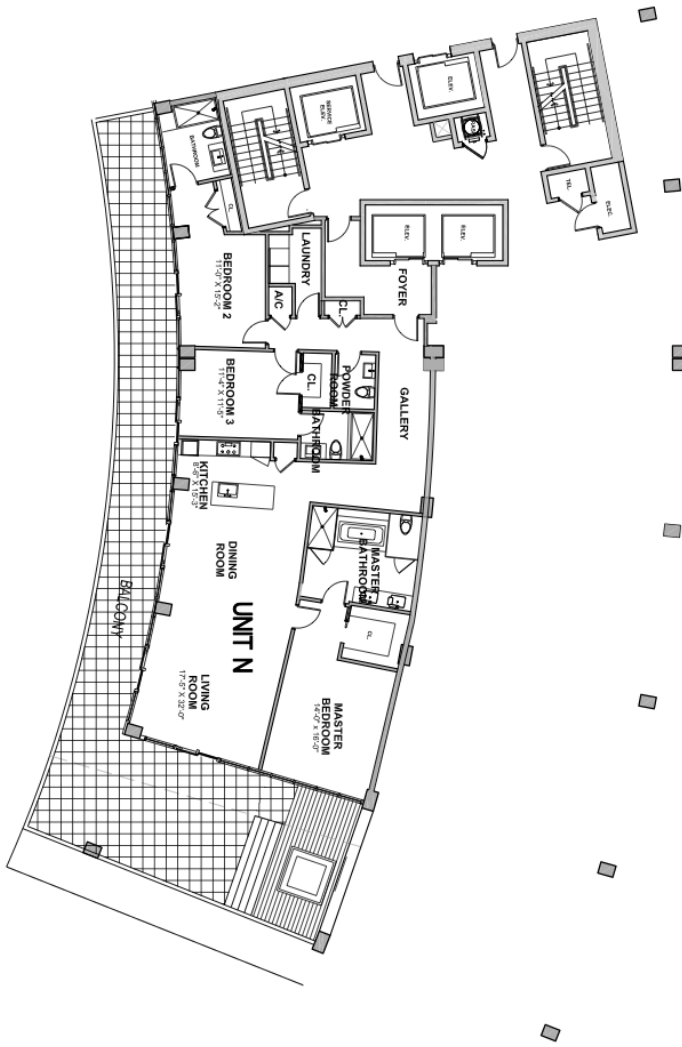 ELEV.
SERVICE
ELEV.
BATHROOM
CL.
TEL.
ELEC.
ELEV.
ELEV.
FOYER
LAUNDRY
A/C
CL.
BEDROOM 2
11'-0" X 15'-2"
BEDROOM 3
11'-4" X 11'-5"
CL.
POWDER
ROOM
BATHROOM
GALLERY
KITCHEN
8'-6" X 15'-3"
DINING
ROOM
MASTER
BATHROOM
UNIT N
BALCONY
CL.
LIVING
ROOM
17'-5" X 32'-0"
MASTER
BEDROOM
14'-0" x 16'-0"